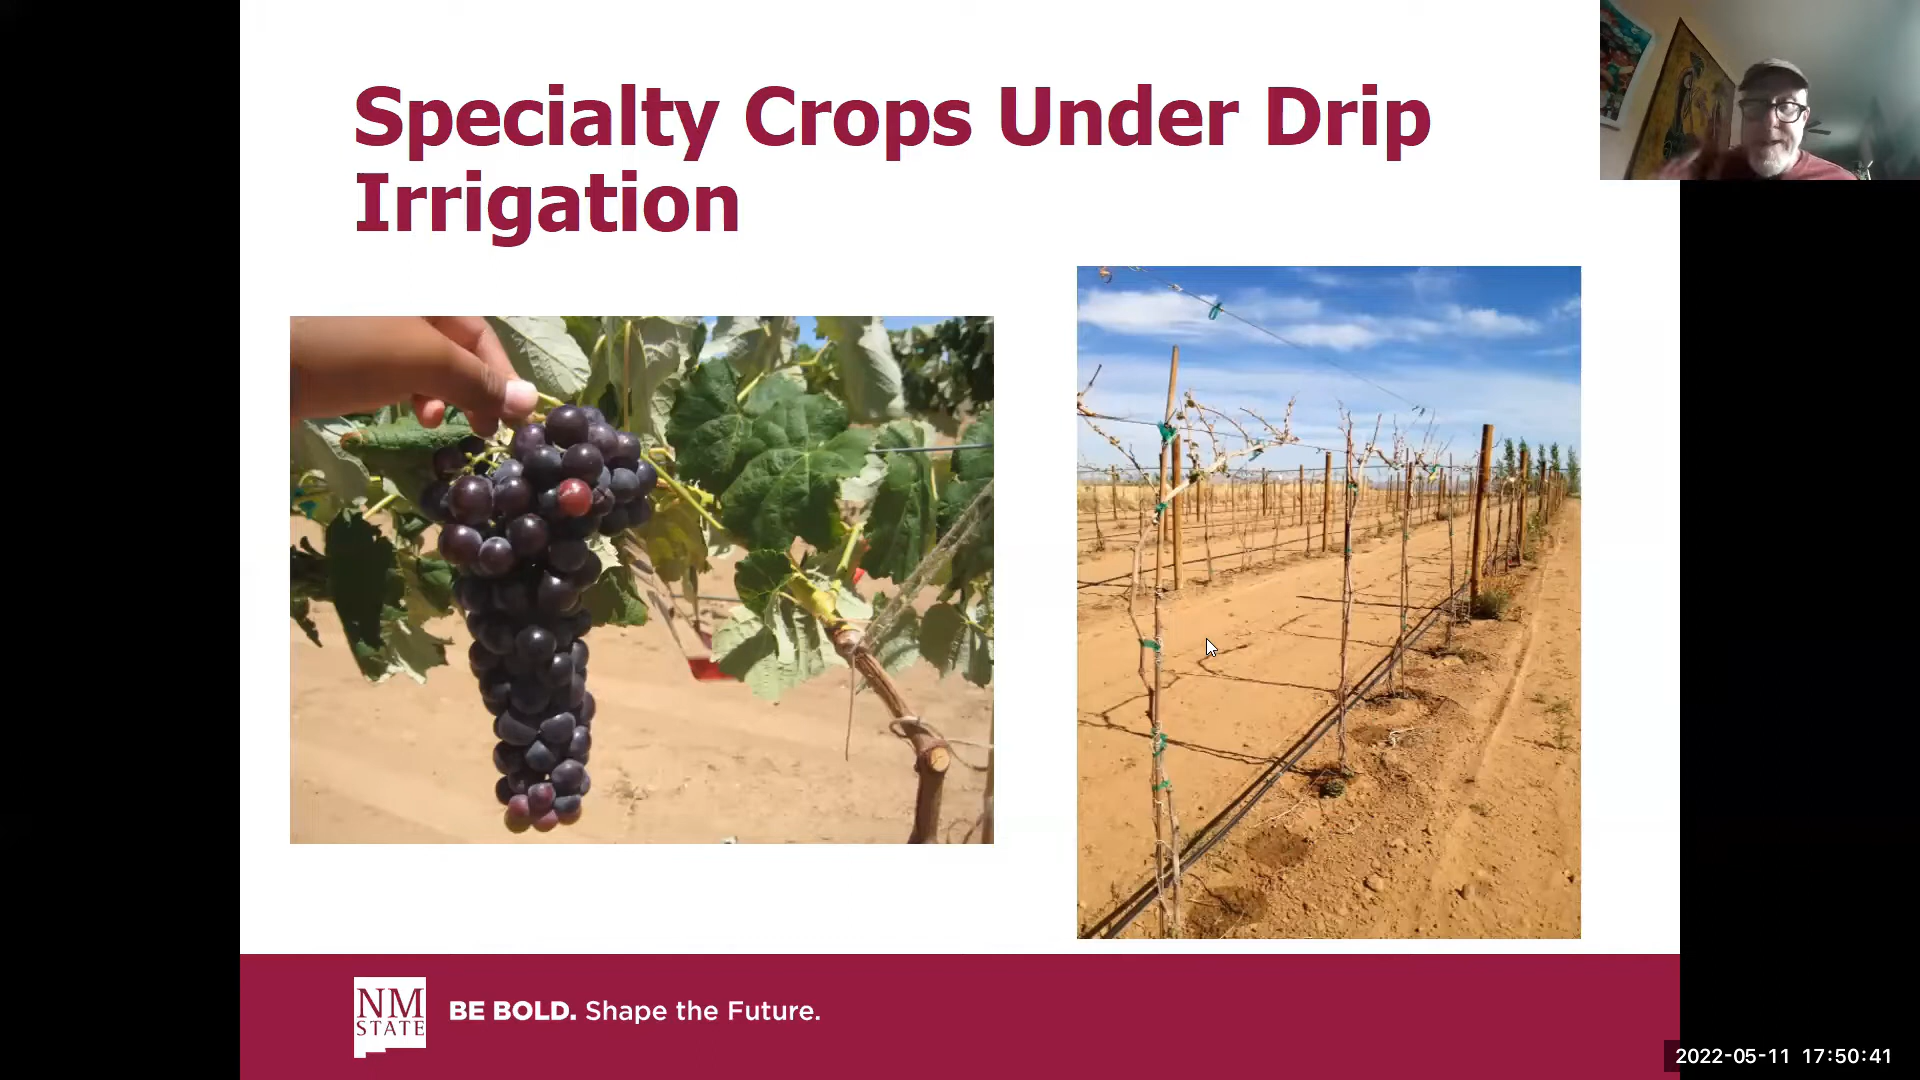 Specialty Crops Under Drip
Irrigation
NM
STATE
BE BOLD. Shape the Future.
2022-05-11 17:50:41